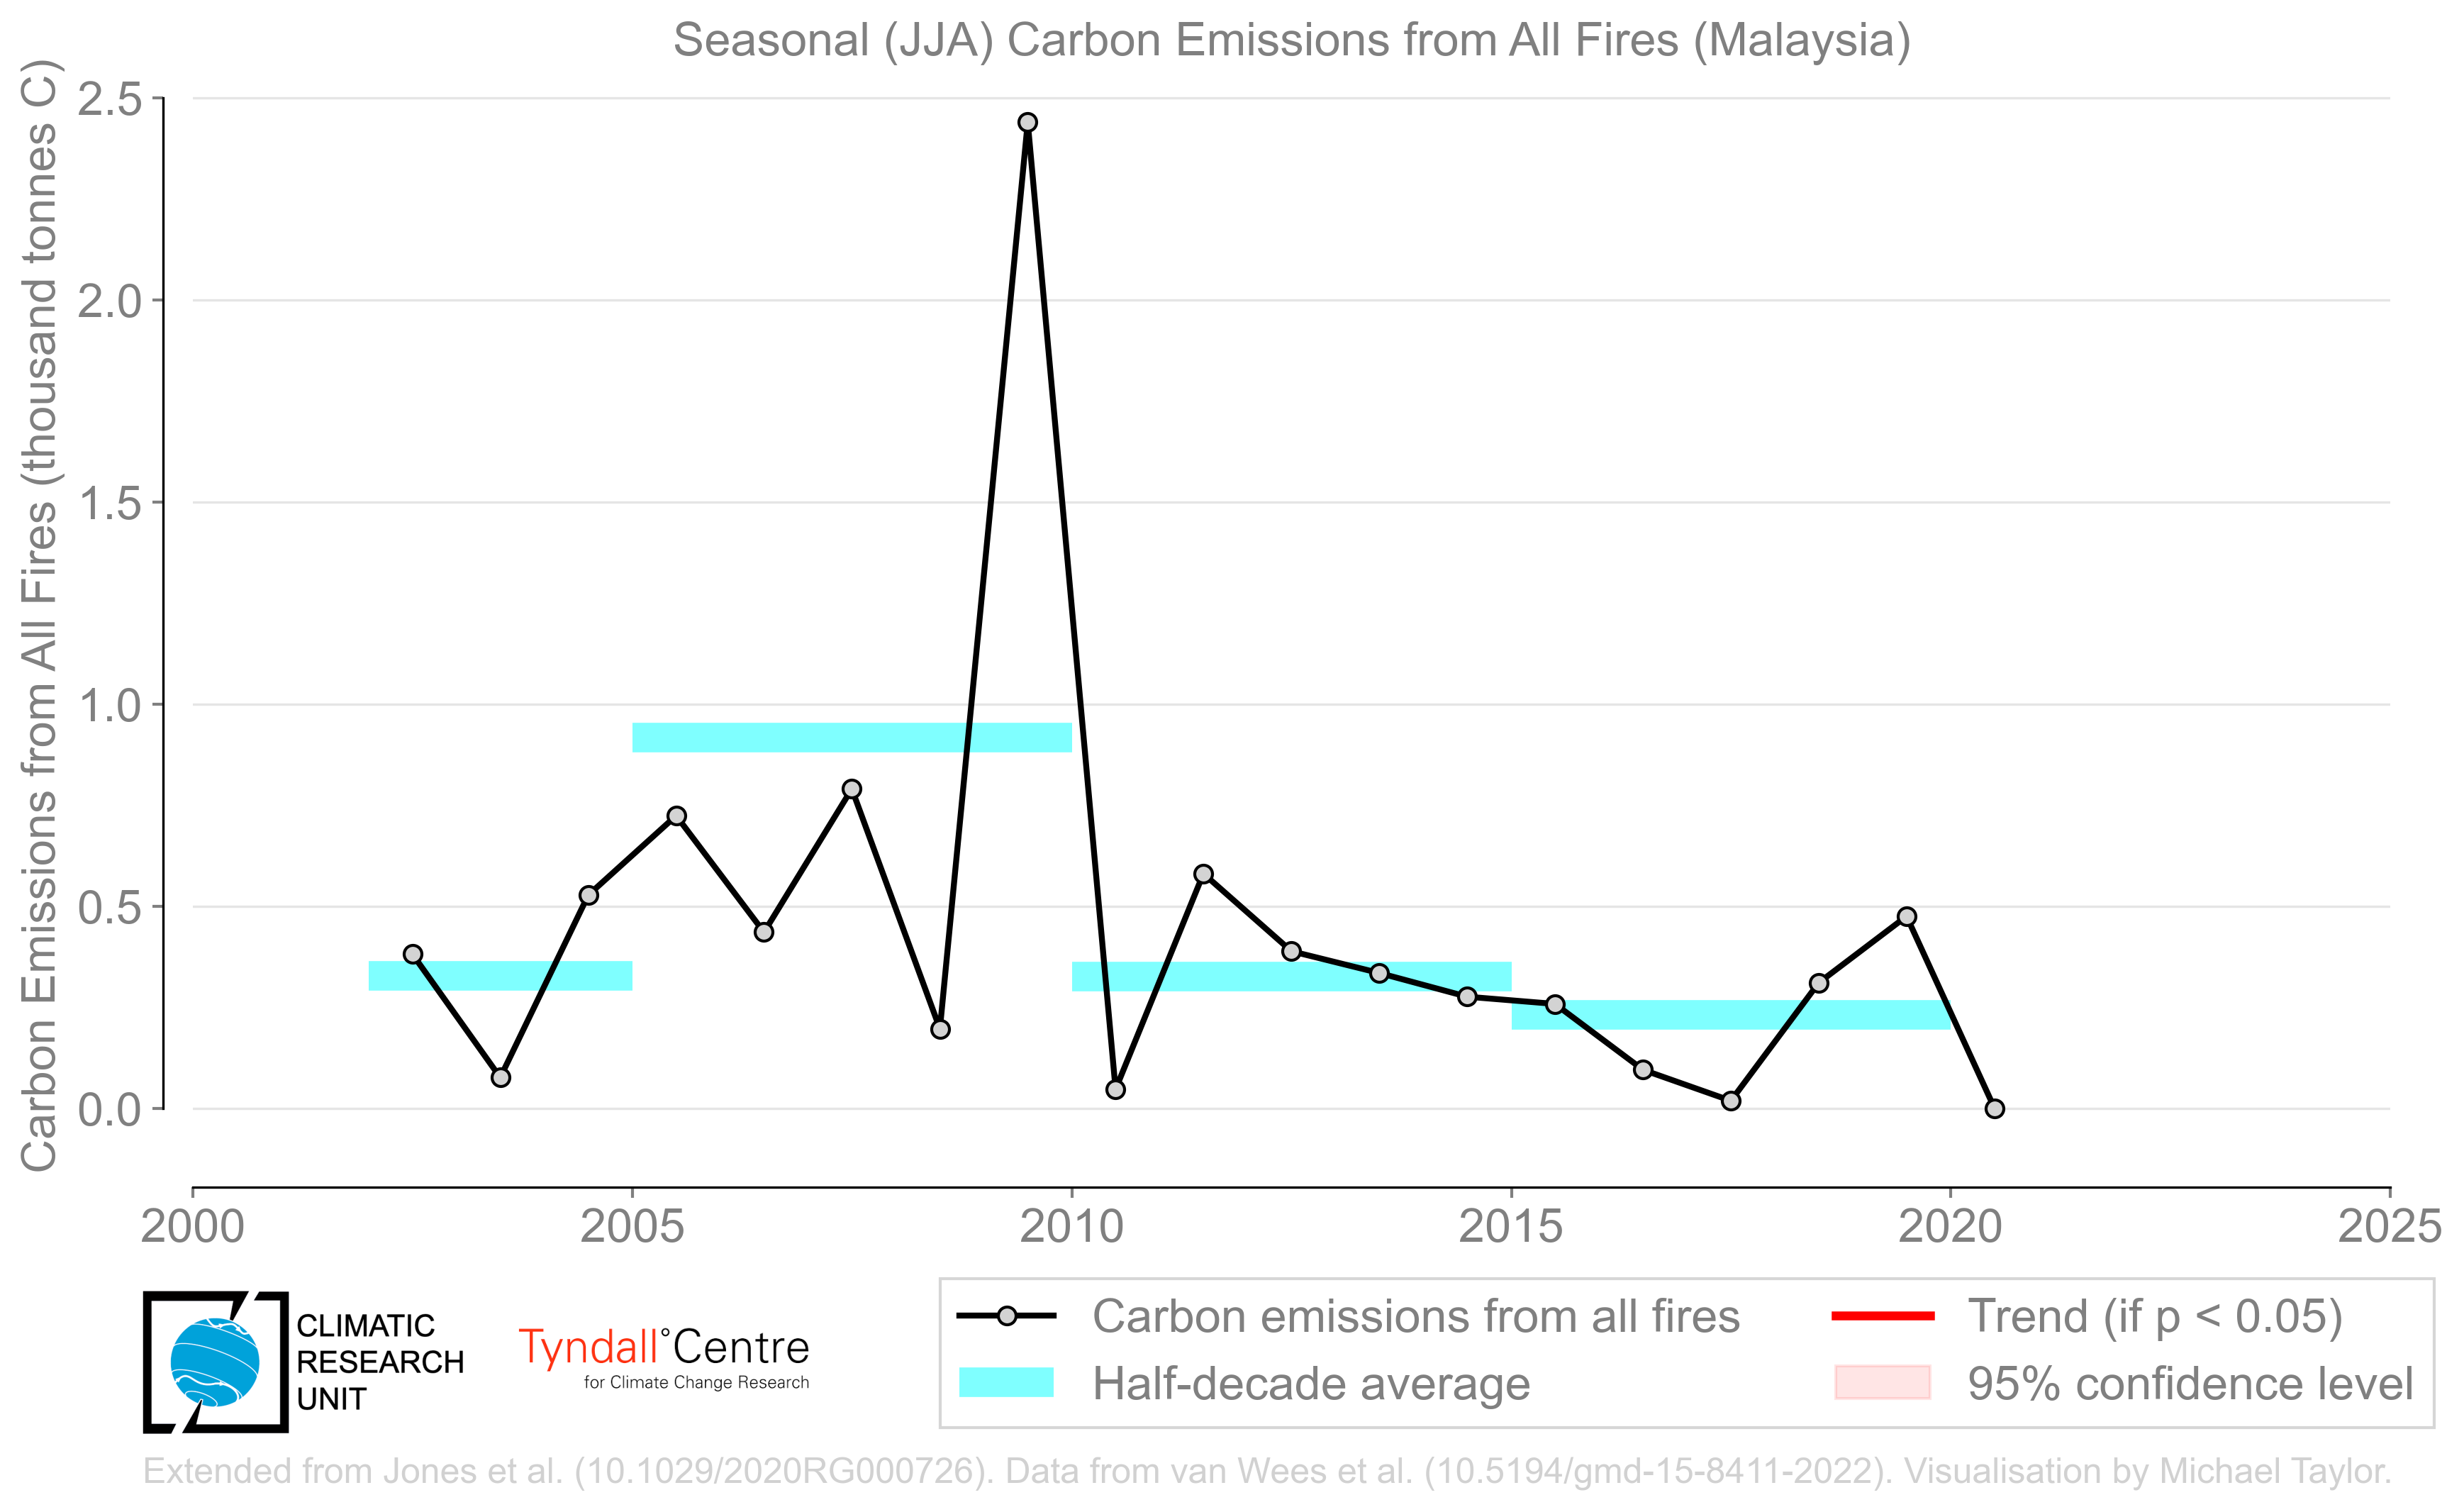 Seasonal (JJA) Carbon Emissions from All Fires (Malaysia)
Carbon Emissions from All Fires (thousand tonnes C)
2.5
2.0
1.5
1.0
0.5
0.0
2000
2005
2010
2015
2020
2025
CLIMATIC
RESEARCH
UNIT
Tyndall°Centre
for Climate Change Research
Carbon emissions from all fires
Half-decade average
Trend (if p < 0.05)
95% confidence level
Extended from Jones et al. (10.1029/2020RG000726). Data from van Wees et al. (10.5194/gmd-15-8411-2022). Visualisation by Michael Taylor.